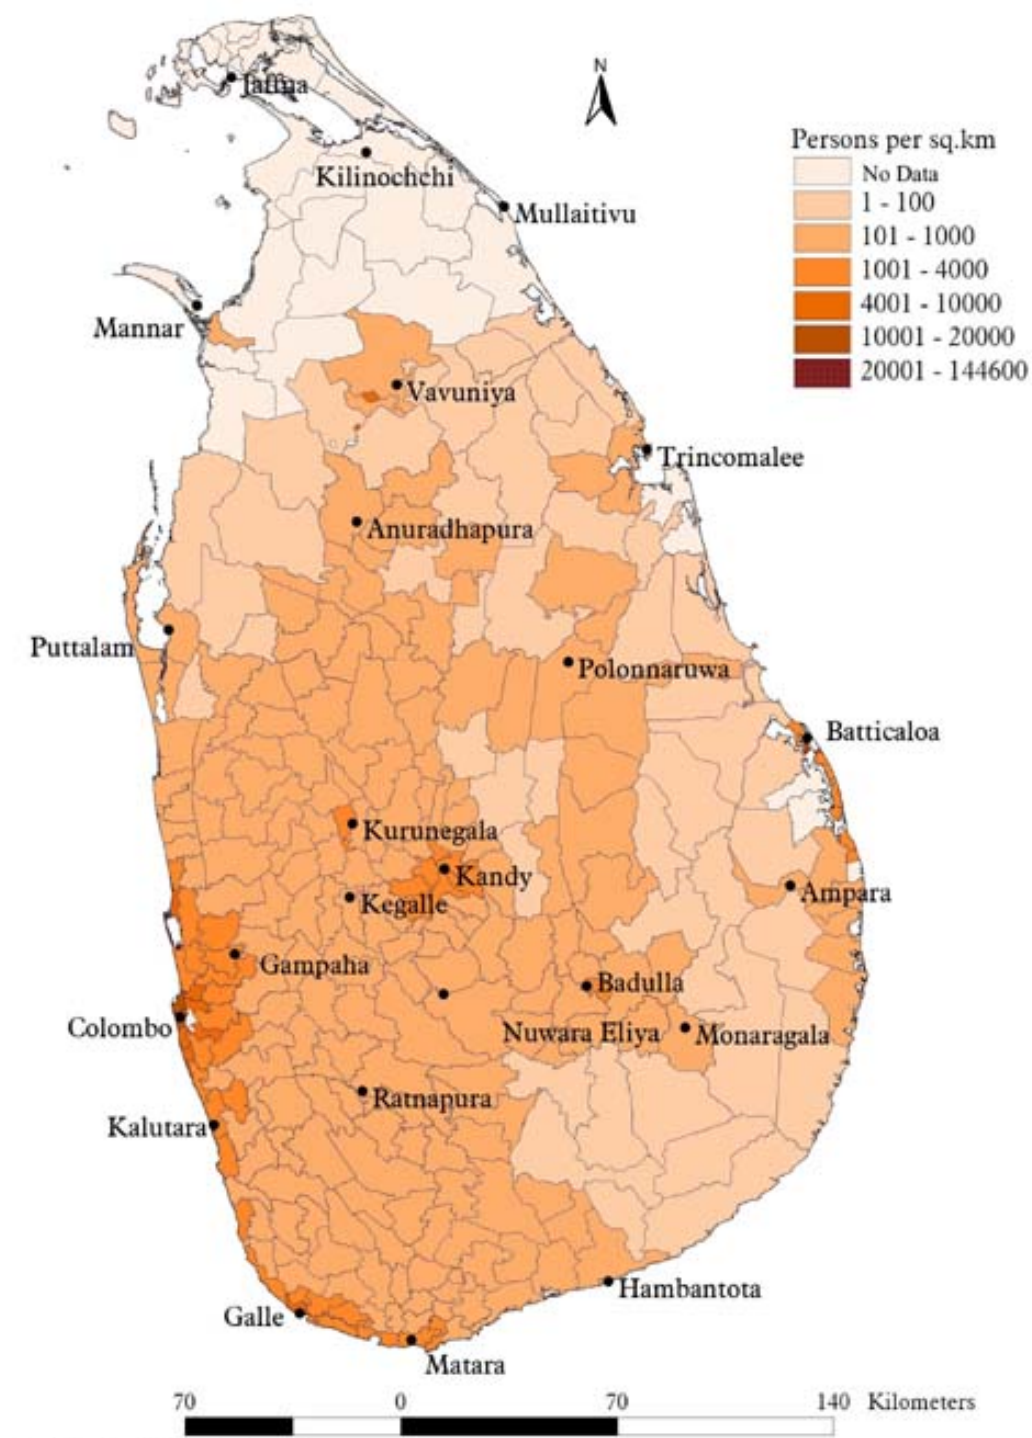 N
Jaffna
Persons per sq.km
No Data
Kilinochchi
1 - 100
Mullaitivu
101 - 1000
1001 - 4000
4001 - 10000
Mannar
10001 - 20000
20001 - 144600
Vavuniya
Trincomalee
Anuradhapura
Puttalam
Polonnaruwa
Batticaloa
Kurunegala
Kandy
Ampara
Kegalle
Gampaha
Badulla
Colombo
Nuwara Eliya
Monaragala
Ratnapura
Kalutara
Hambantota
Galle
Matara
70 0 70 140 Kilometers